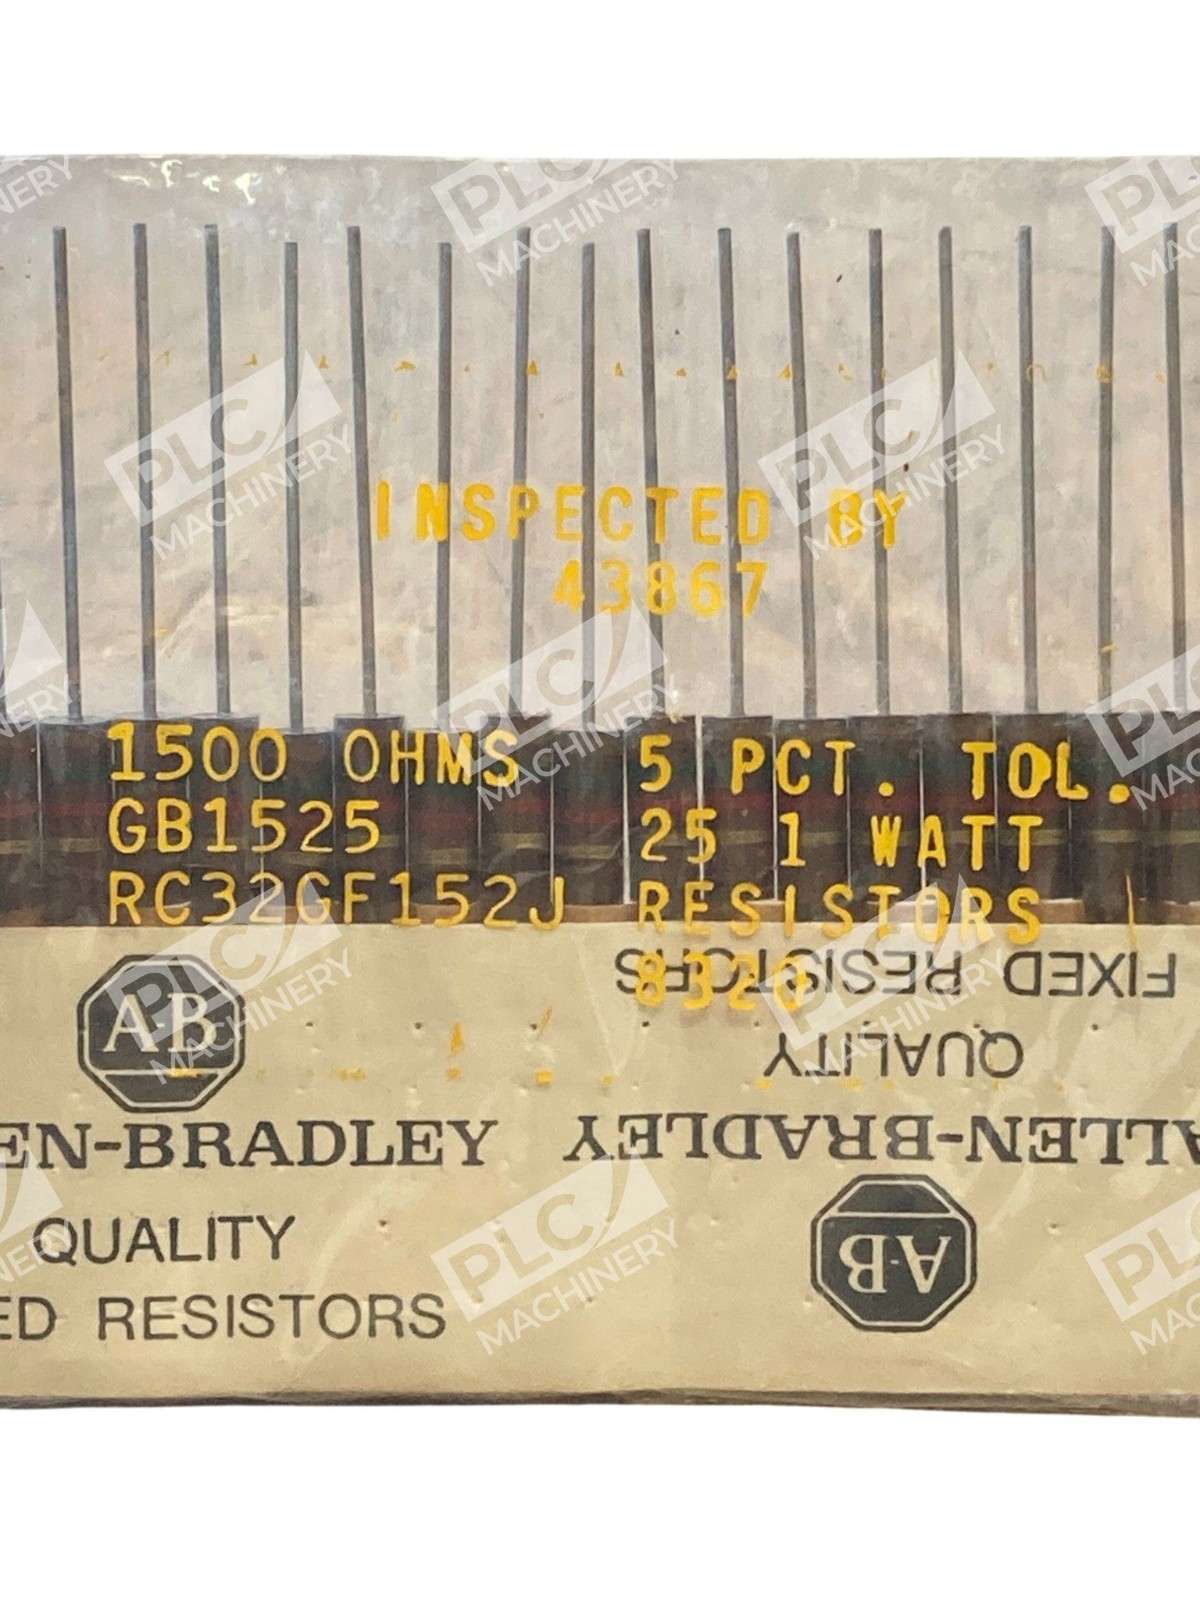 INSPECTED BY
43867
1500 OHMS 5 PCT. TOL.
GB1525 25 1 WATT
RC32GF152J RESISTORS
FIXED RESISTORS
QUALITY
ALLEN-BRADLEY
A-B
A-B
EN-BRADLEY
QUALITY
ED RESISTORS
PLC
MACHINERY